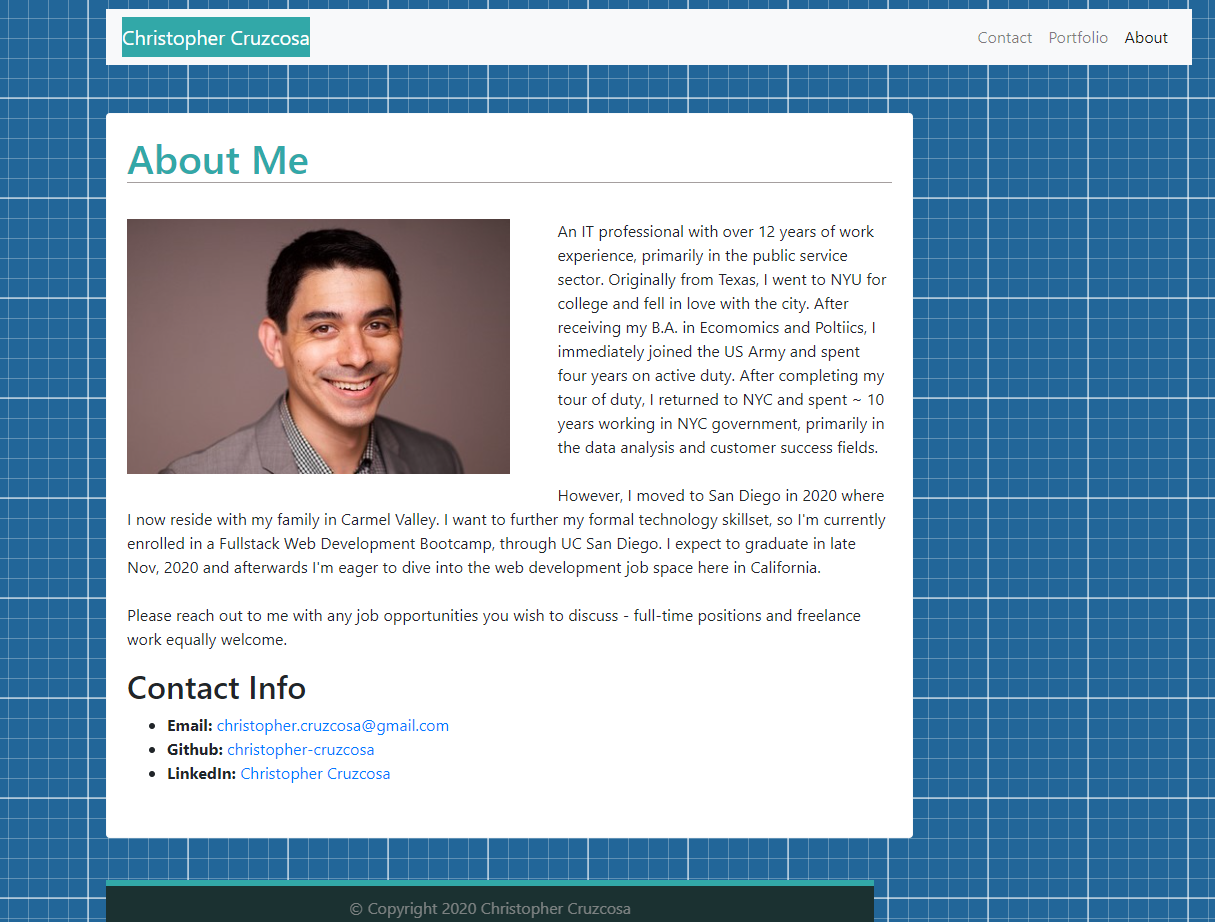 Christopher Cruzcosa
Contact Portfolio About
About Me
An IT professional with over 12 years of work
experience, primarily in the public service
sector. Originally from Texas, I went to NYU for
college and fell in love with the city. After
receiving my B.A. in Ecomomics and Poltiics, I
immediately joined the US Army and spent
four years on active duty. After completing my
tour of duty, I returned to NYC and spent ~ 10
years working in NYC government, primarily in
the data analysis and customer success fields.
However, I moved to San Diego in 2020 where
I now reside with my family in Carmel Valley. I want to further my formal technology skillset, so I'm currently
enrolled in a Fullstack Web Development Bootcamp, through UC San Diego. I expect to graduate in late
Nov, 2020 and afterwards I'm eager to dive into the web development job space here in California.
Please reach out to me with any job opportunities you wish to discuss - full-time positions and freelance
work equally welcome.
Contact Info
• Email: christopher.cruzcosa@gmail.com
• Github: christopher-cruzcosa
• LinkedIn: Christopher Cruzcosa
© Copyright 2020 Christopher Cruzcosa